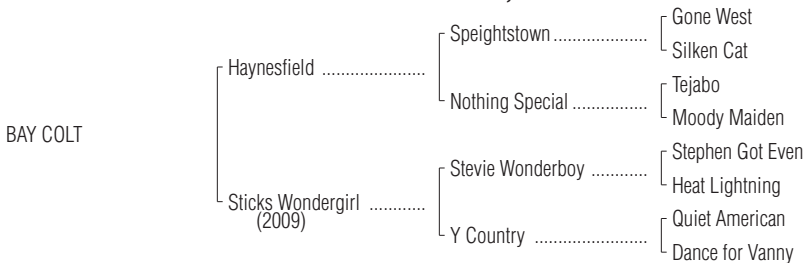 Gone West
Speightstown ....................
Silken Cat
Haynesfield ......................
Tejabo
Nothing Special ................
Moody Maiden
BAY COLT
Stephen Got Even
Stevie Wonderboy ............
Heat Lightning
Sticks Wondergirl ............
(2009)
Quiet American
Y Country ........................
Dance for Vanny